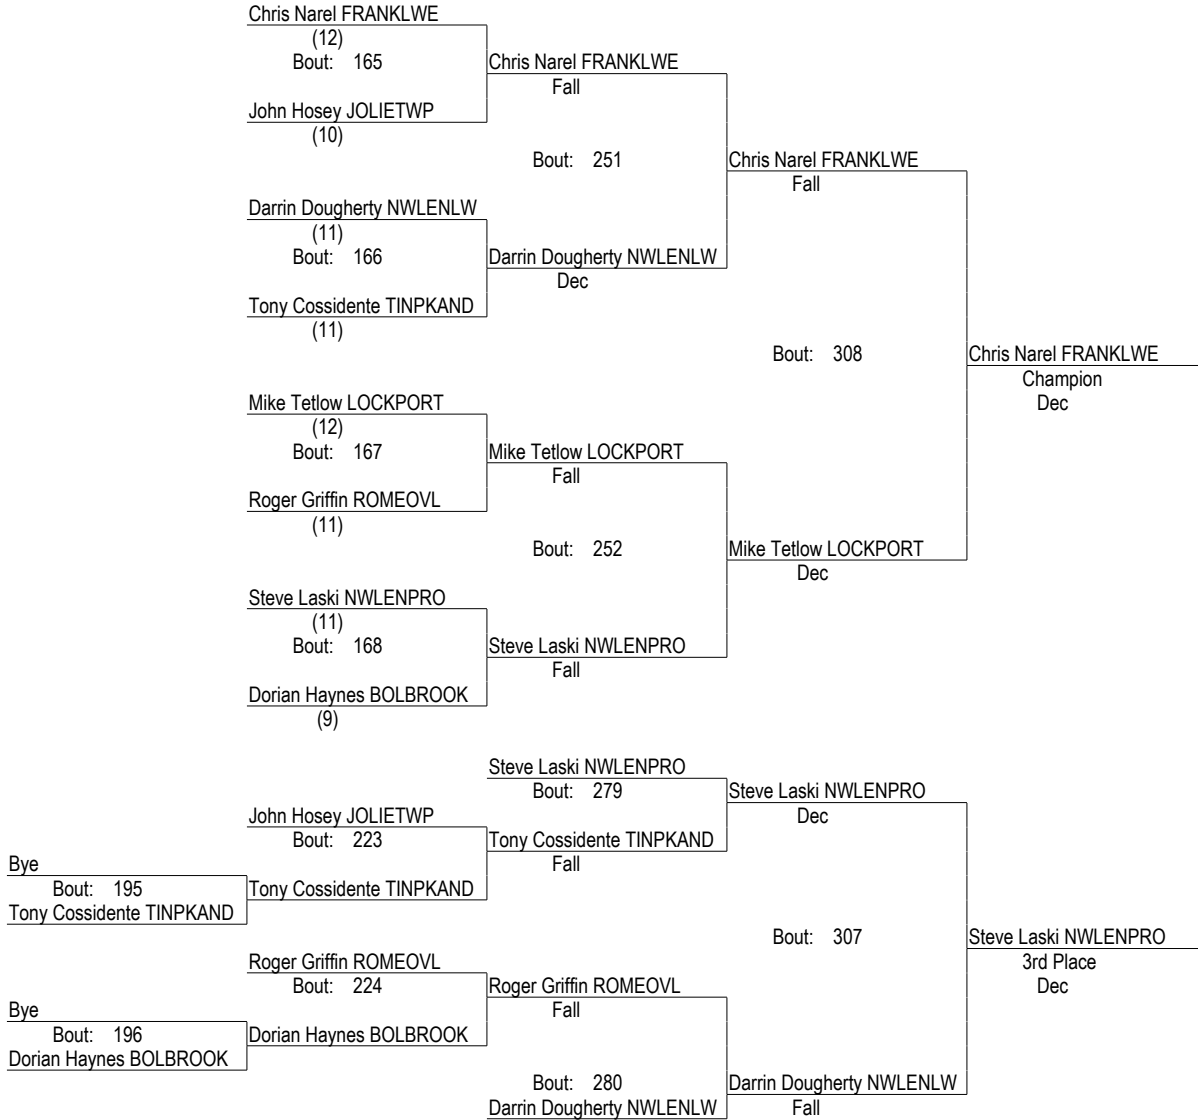 Chris Narel FRANKLWE
(12)
Bout: 165
Chris Narel FRANKLWE
Fall
John Hosey JOLIETWP
(10)
Bout: 251
Chris Narel FRANKLWE
Fall
Darrin Dougherty NWLENLW
(11)
Bout: 166
Darrin Dougherty NWLENLW
Dec
Tony Cossidente TINPKAND
(11)
Bout: 308
Chris Narel FRANKLWE
Champion
Dec
Mike Tetlow LOCKPORT
(12)
Bout: 167
Mike Tetlow LOCKPORT
Fall
Roger Griffin ROMEOVL
(11)
Bout: 252
Mike Tetlow LOCKPORT
Dec
Steve Laski NWLENPRO
(11)
Bout: 168
Steve Laski NWLENPRO
Fall
Dorian Haynes BOLBROOK
(9)
Steve Laski NWLENPRO
Bout: 279
Steve Laski NWLENPRO
Dec
John Hosey JOLIETWP
Bout: 223
Tony Cossidente TINPKAND
Fall
Bye
Bout: 195
Tony Cossidente TINPKAND
Tony Cossidente TINPKAND
Bout: 307
Steve Laski NWLENPRO
3rd Place
Dec
Roger Griffin ROMEOVL
Bout: 224
Roger Griffin ROMEOVL
Fall
Bye
Bout: 196
Dorian Haynes BOLBROOK
Dorian Haynes BOLBROOK
Bout: 280
Darrin Dougherty NWLENLW
Fall
Darrin Dougherty NWLENLW